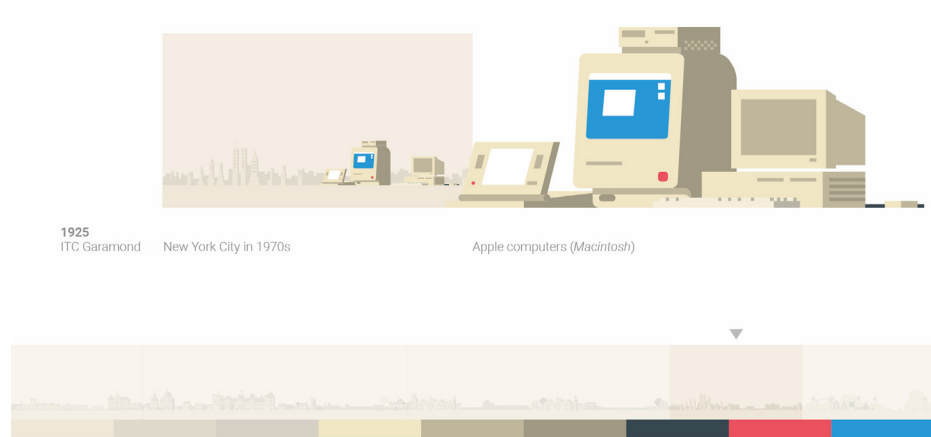 1925
ITC Garamond
New York City in 1970s
Apple computers (Macintosh)